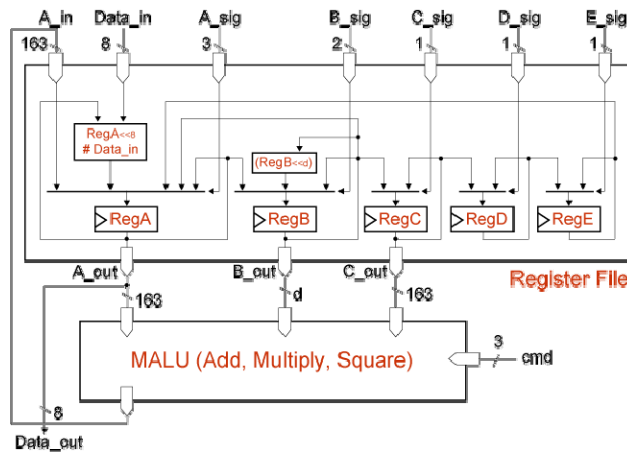 A_in Data_in A_sig B_sig C_sig D_sig E_sig
163 8 3 2 1 1 1
RegA<<8
# Data_in
(RegB<<d)
RegA RegB RegC RegD RegE
A_out B_out C_out Register File
163 d 163
MALU (Add, Multiply, Square)
3
cmd
8
Data_out